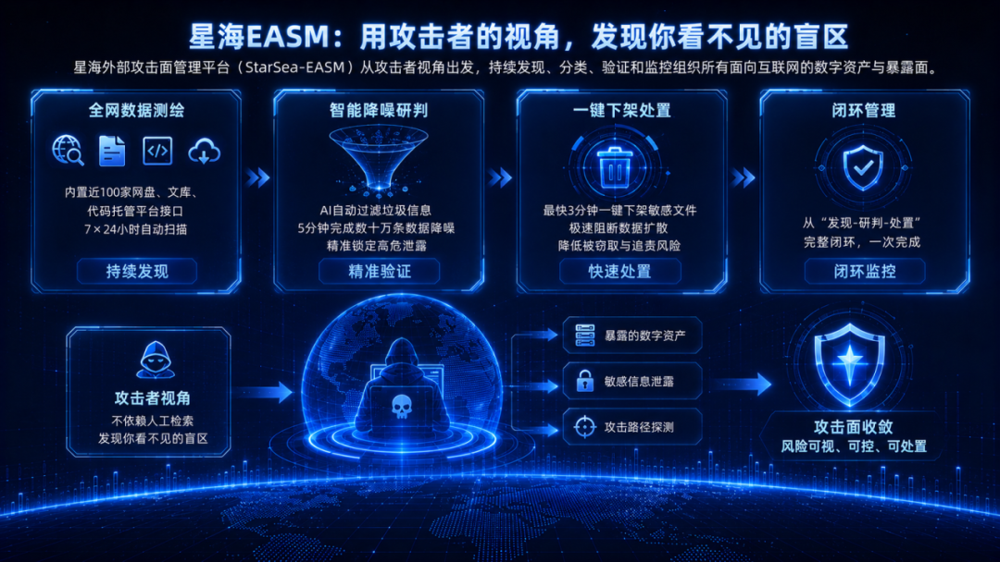 星海EASM：用攻击者的视角，发现你看不见的盲区
星海外部攻击面管理平台（StarSea-EASM）从攻击者视角出发，持续发现、分类、验证和监控组织所有面向互联网的数字资产与暴露面。
全网数据测绘
</>
内置近100家网盘、文库、
代码托管平台接口
7×24小时自动扫描
持续发现
智能降噪研判
AI自动过滤垃圾信息
5分钟完成数十万条数据降噪
精准锁定高危泄露
精准验证
一键下架处置
最快3分钟一键下架敏感文件
极速阻断数据扩散
降低被窃取与追责风险
快速处置
闭环管理
从“发现-研判-处置”
完整闭环，一次完成
闭环监控
攻击者视角
不依赖人工检索
发现你看不见的盲区
暴露的数字资产
敏感信息泄露
攻击路径探测
攻击面收敛
风险可视、可控、可处置